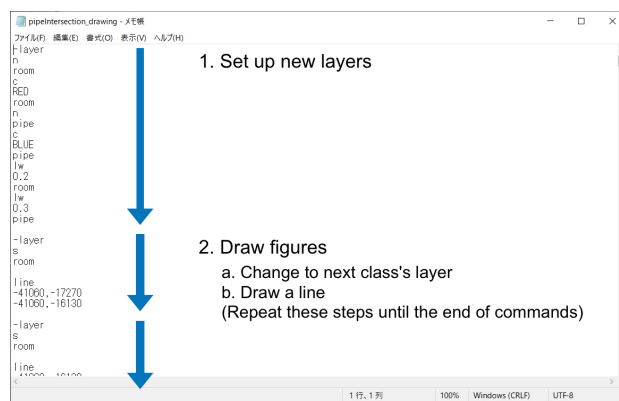 pipeIntersection_drawing - メモ帳
ファイル(F) 編集(E) 書式(O) 表示(V) ヘルプ(H)
-layer
n
room
c
RED
room
n
pipe
c
BLUE
pipe
lw
0.2
room
lw
0.3
pipe
-layer
s
room
line
-41060,-17270
-41060,-16130
-layer
s
room
line
1. Set up new layers
2. Draw figures
a. Change to next class's layer
b. Draw a line
(Repeat these steps until the end of commands)
1 行、1 列 100% Windows (CRLF) UTF-8